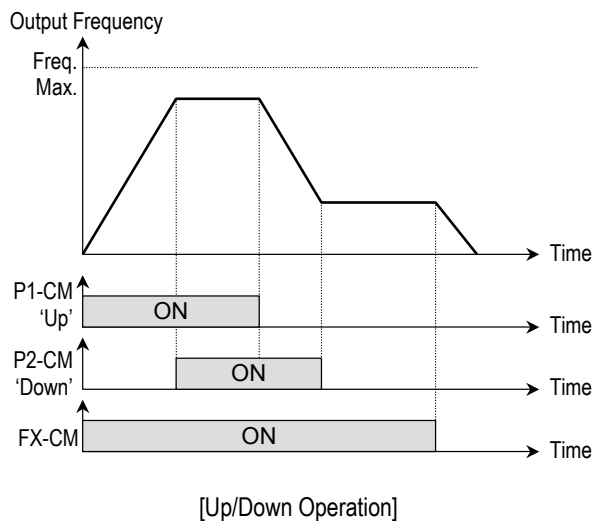 Output Frequency
Freq.
Max.
Time
P1-CM
‘Up’
ON
Time
P2-CM
‘Down’
ON
Time
FX-CM
ON
Time
[Up/Down Operation]